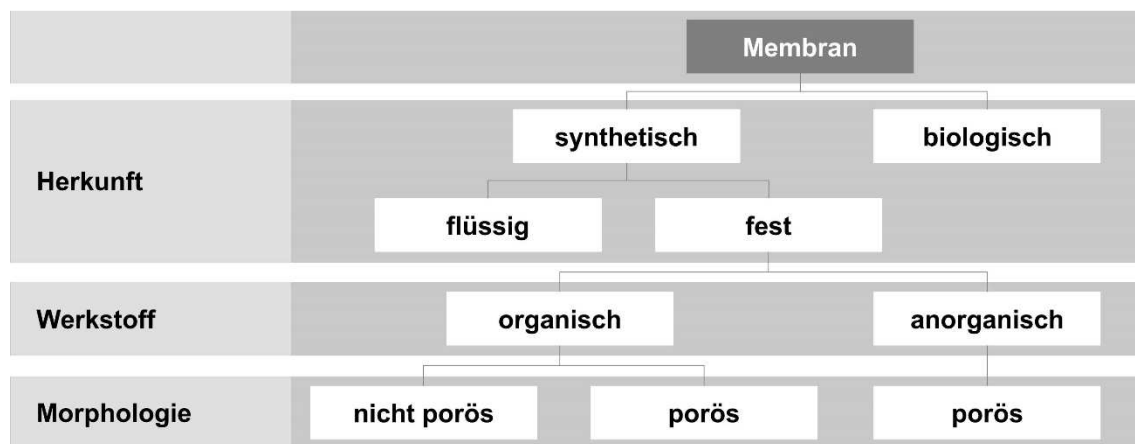 Membran
synthetisch biologisch
Herkunft
flüssig fest
Werkstoff organisch anorganisch
Morphologie nicht porös porös porös